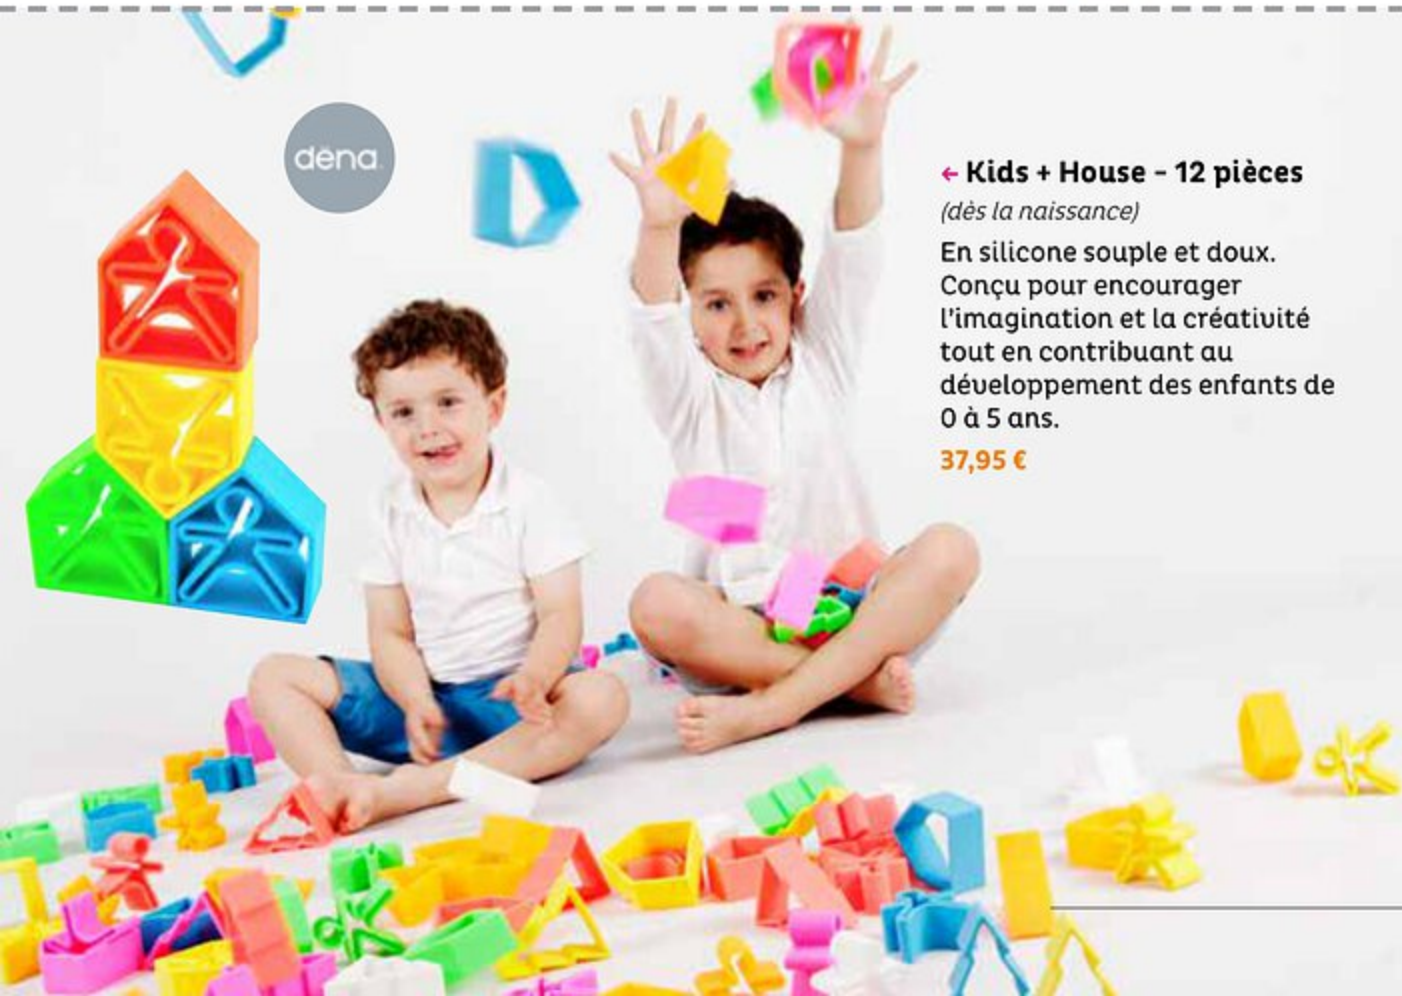 dëna.
← Kids + House - 12 pièces
(dès la naissance)
En silicone souple et doux.
Conçu pour encourager
l'imagination et la créativité
tout en contribuant au
développement des enfants de
0 à 5 ans.
37,95 €